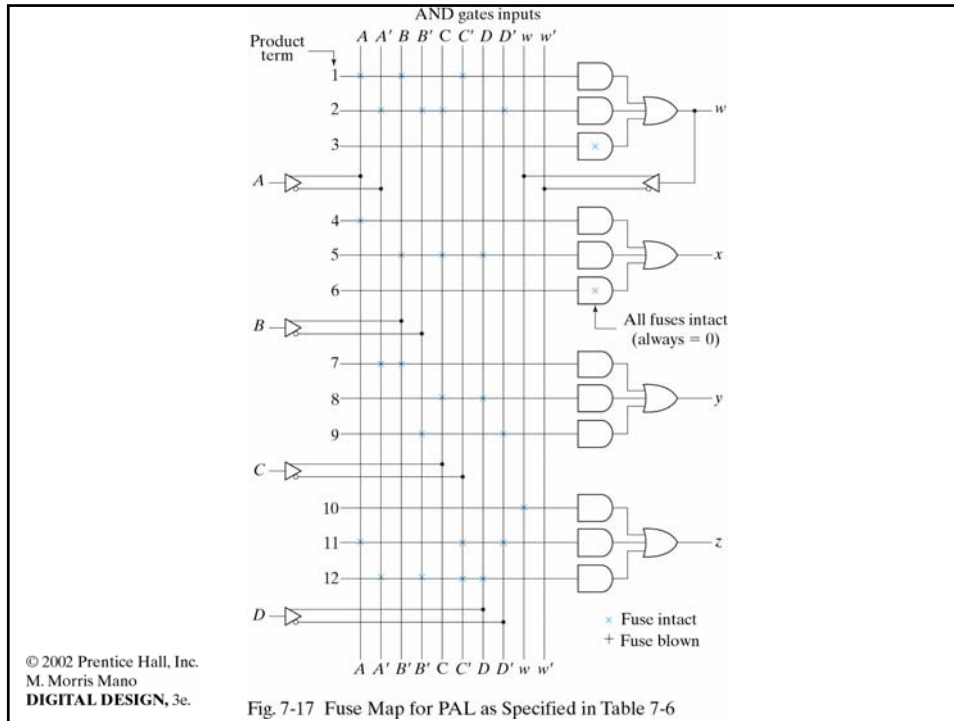 AND gates inputs
Product
term
A A' B B' C C' D D' w w'
1
2
w
3
A
4
5
x
6
B
All fuses intact
(always = 0)
7
8
y
9
C
10
11
z
12
D
× Fuse intact
+ Fuse blown
A A' B' B' C C' D D' w w'
© 2002 Prentice Hall, Inc.
M. Morris Mano
DIGITAL DESIGN, 3e.
Fig. 7-17 Fuse Map for PAL as Specified in Table 7-6